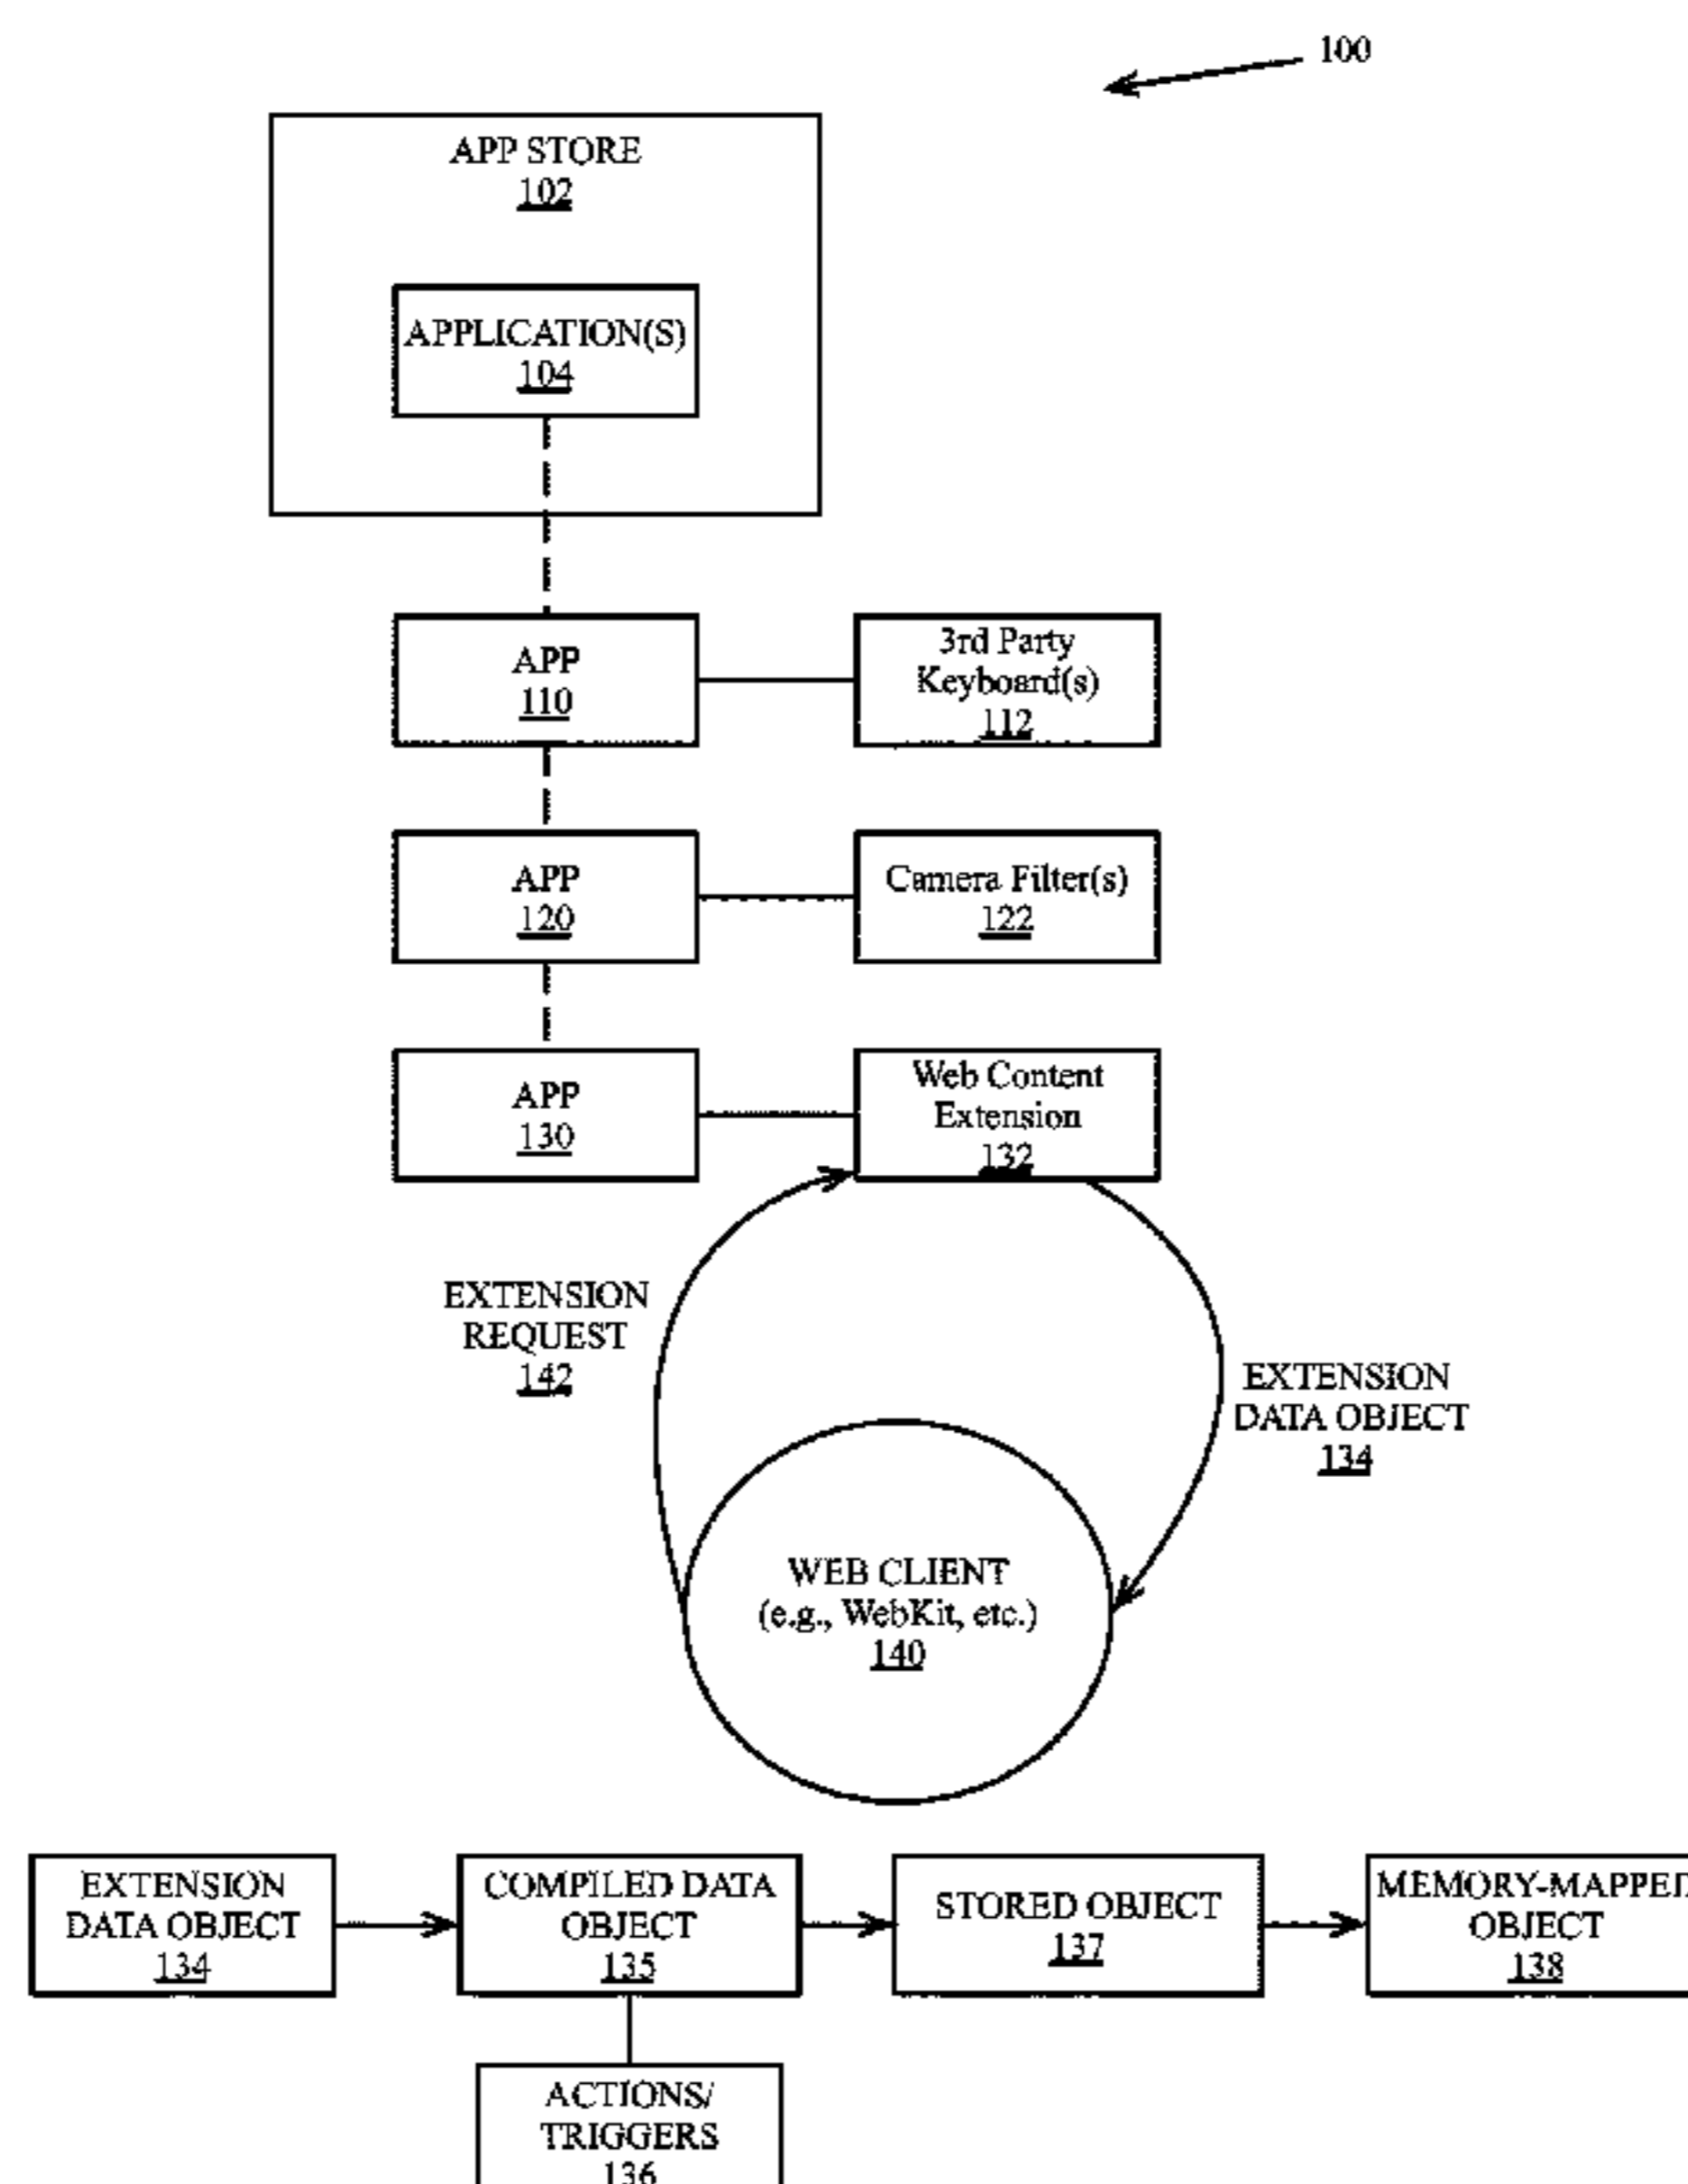 100
APP STORE
102
APPLICATION(S)
104
APP
110
3rd Party
Keyboard(s)
112
APP
120
Camera Filter(s)
122
APP
130
Web Content
Extension
132
EXTENSION
REQUEST
142
EXTENSION
DATA OBJECT
134
WEB CLIENT
(e.g., WebKit, etc.)
140
EXTENSION
DATA OBJECT
134
COMPILED DATA
OBJECT
135
STORED OBJECT
137
MEMORY-MAPPED
OBJECT
138
ACTIONS/
TRIGGERS
136